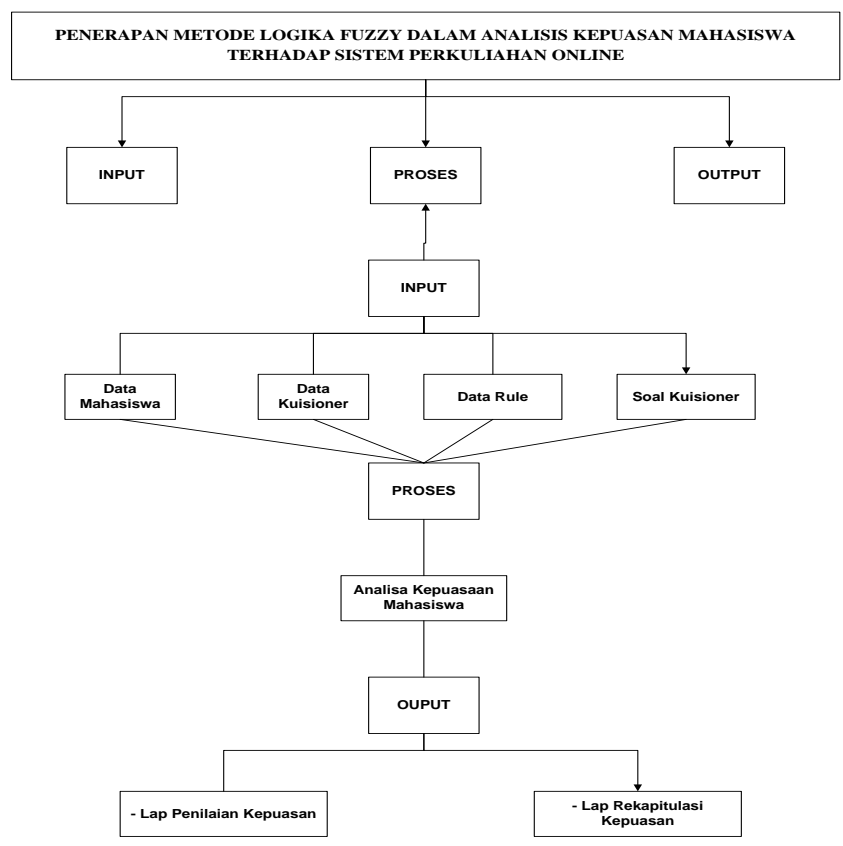 PENERAPAN METODE LOGIKA FUZZY DALAM ANALISIS KEPUASAN MAHASISWA
TERHADAP SISTEM PERKULIAHAN ONLINE
INPUT
PROSES
OUTPUT
INPUT
Data
Mahasiswa
Data
Kuisioner
Data Rule
Soal Kuisioner
PROSES
Analisa Kepuasaan
Mahasiswa
OUPUT
- Lap Penilaian Kepuasan
- Lap Rekapitulasi
Kepuasan